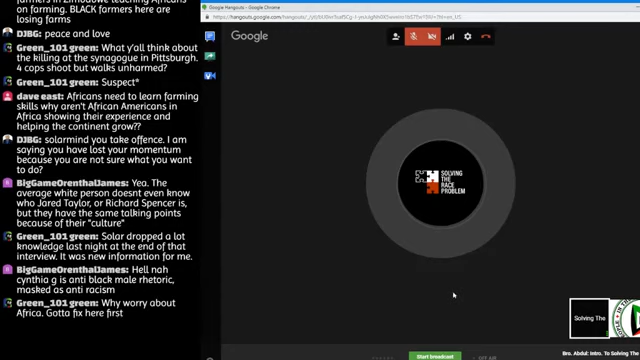 farmers in Zimbabwe teaching Africans
on farming. BLACK farmers here are
losing farms
DJBG: peace and love
Green_101 green: What y'all think about
the killing at the synagogue in Pittsburgh.
4 cops shoot but walks unharmed?
Green_101 green: Suspect*
dave east: Africans need to learn farming
skills why aren't African Americans in
Africa showing their experience and
helping the continent grow??
DJBG: solarmind you take offence. I am
saying you have lost your momentum
because you are not sure what you want
to do?
BigGameOrenthalJames: Yea. The
average white person doesnt even know
who Jared Taylor, or Richard Spencer is,
but they have the same talking points
because of their "culture"
Green_101 green: Solar dropped a lot
knowledge last night at the end of that
interview. It was new information for me.
BigGameOrenthalJames: Hell nah
cynthia g is anti black male rhetoric,
masked as anti racism
Green_101 green: Why worry about
Africa. Gotta fix here first
Google Hangouts - Google Chrome
Google
SOLVING
THE
RACE
PROBLEM
Solving The
Start broadcast
OFF AIR
Bro. Abdul: Intro To Solving The